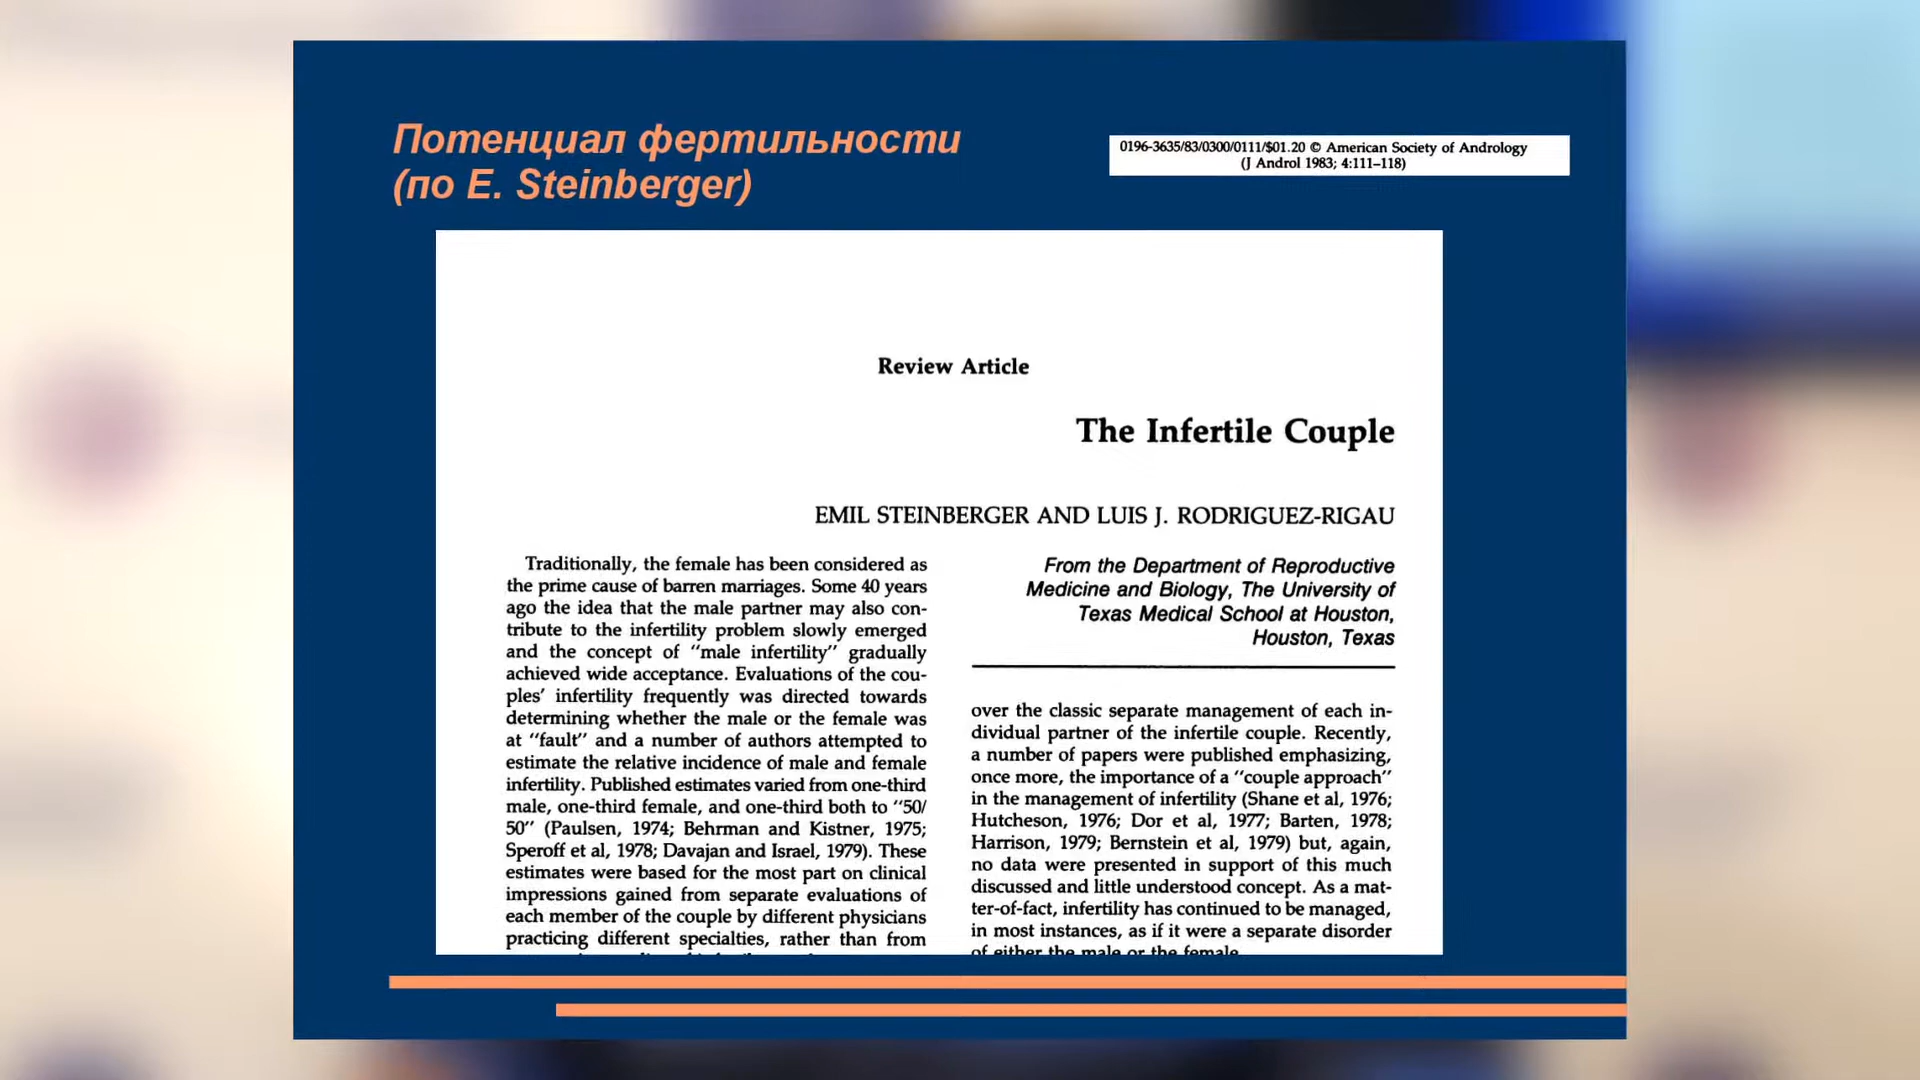 Потенциал фертильности
(по E. Steinberger)
0196-3635/83/0300/0111/$01.20 © American Society of Andrology
(J Androl 1983; 4:111–118)
Review Article
The Infertile Couple
EMIL STEINBERGER AND LUIS J. RODRIGUEZ-RIGAU
Traditionally, the female has been considered as
the prime cause of barren marriages. Some 40 years
ago the idea that the male partner may also con-
tribute to the infertility problem slowly emerged
and the concept of "male infertility" gradually
achieved wide acceptance. Evaluations of the cou-
ples' infertility frequently was directed towards
determining whether the male or the female was
at "fault" and a number of authors attempted to
estimate the relative incidence of male and female
infertility. Published estimates varied from one-third
male, one-third female, and one-third both to "50/
50" (Paulsen, 1974; Behrman and Kistner, 1975;
Speroff et al, 1978; Davajan and Israel, 1979). These
estimates were based for the most part on clinical
impressions gained from separate evaluations of
each member of the couple by different physicians
practicing different specialties, rather than from
From the Department of Reproductive
Medicine and Biology, The University of
Texas Medical School at Houston,
Houston, Texas
over the classic separate management of each in-
dividual partner of the infertile couple. Recently,
a number of papers were published emphasizing,
once more, the importance of a "couple approach"
in the management of infertility (Shane et al, 1976;
Hutcheson, 1976; Dor et al, 1977; Barten, 1978;
Harrison, 1979; Bernstein et al, 1979) but, again,
no data were presented in support of this much
discussed and little understood concept. As a mat-
ter-of-fact, infertility has continued to be managed,
in most instances, as if it were a separate disorder
of either the male or the female.